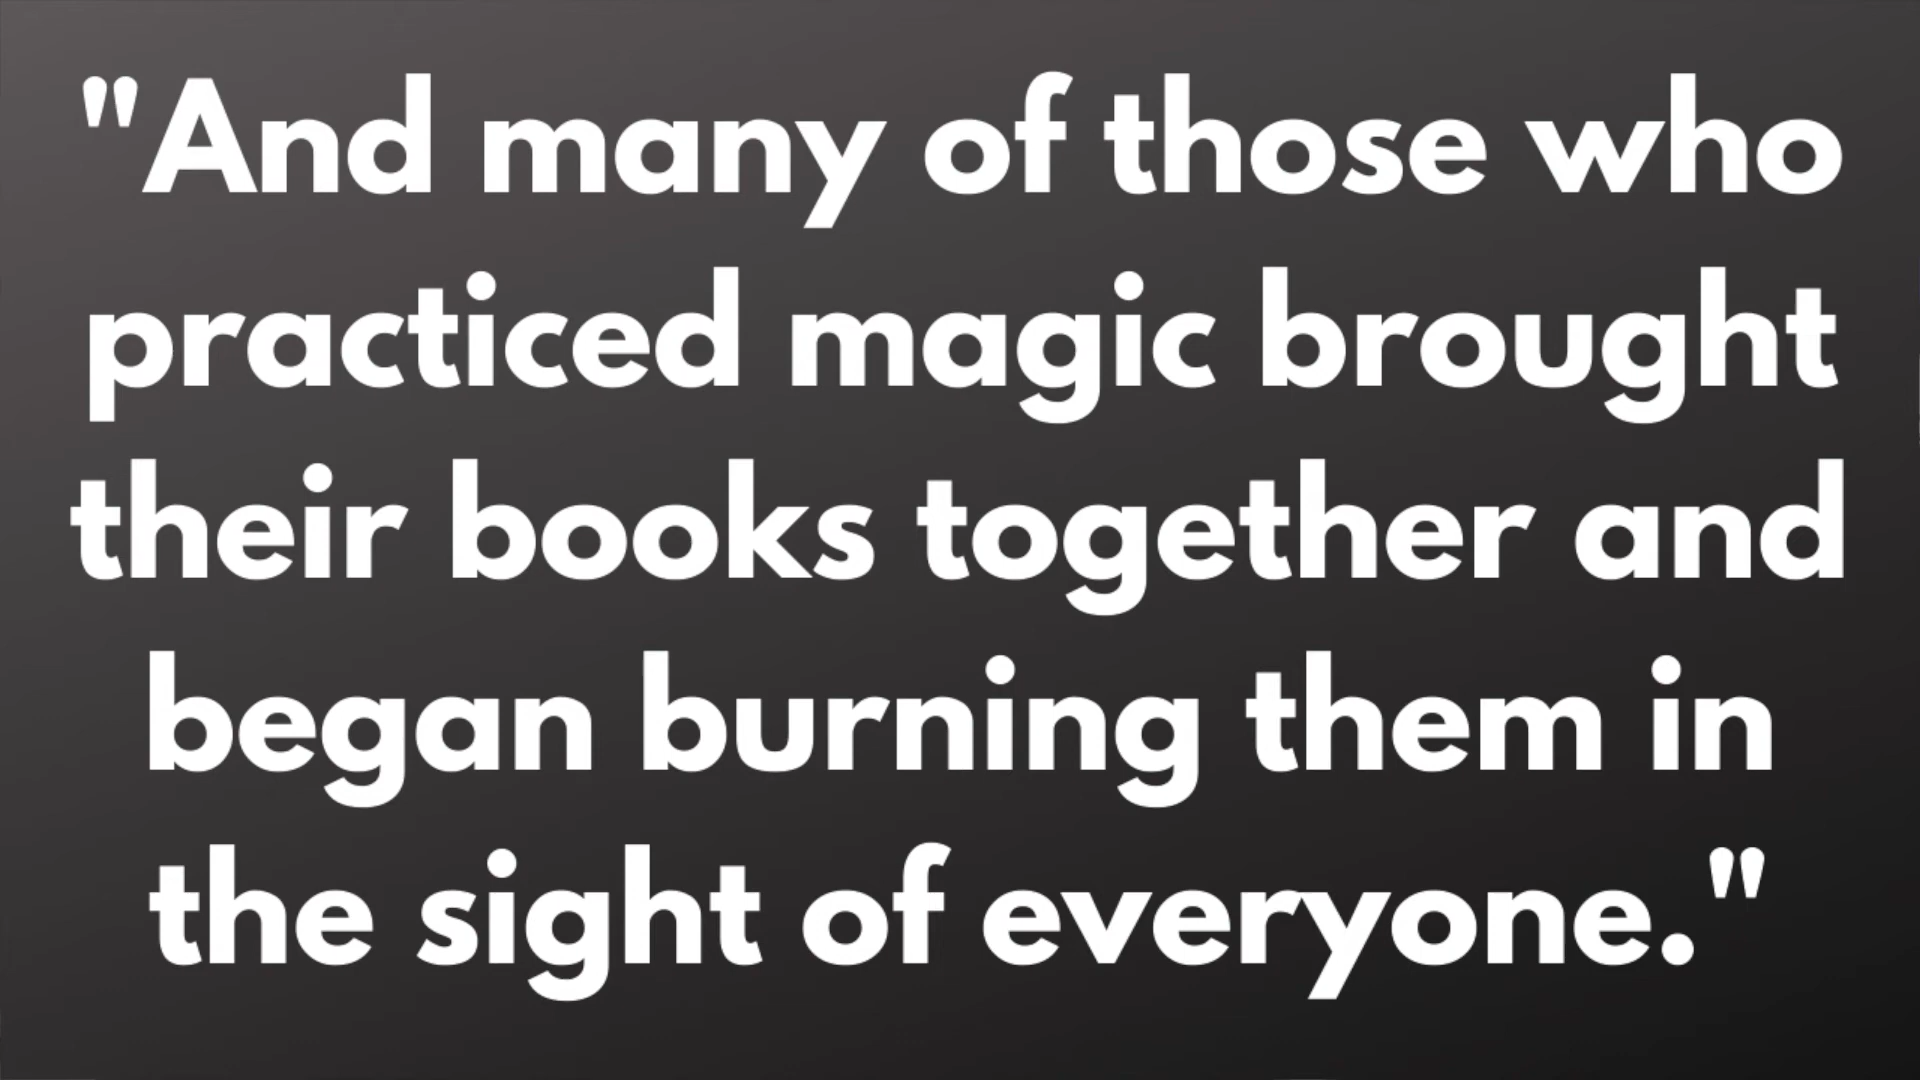 "And many of those who
practiced magic brought
their books together and
began burning them in
the sight of everyone."